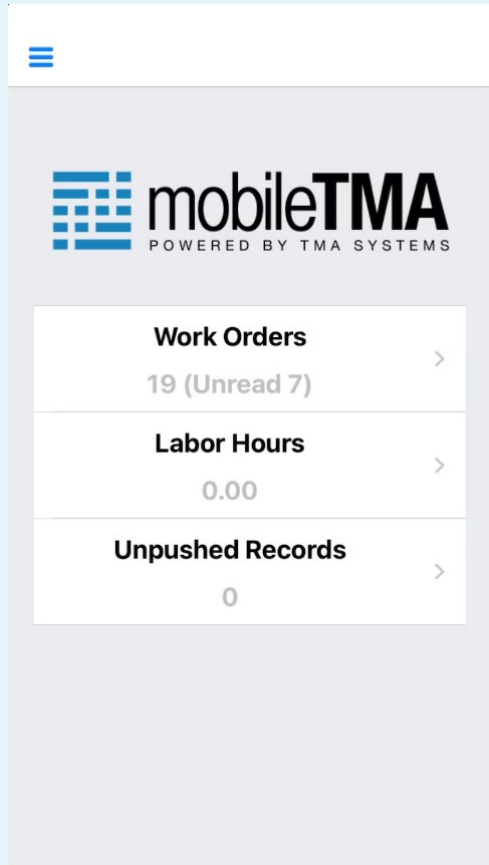 mobileTMA
POWERED BY TMA SYSTEMS
Work Orders
19 (Unread 7)
Labor Hours
0.00
Unpushed Records
0